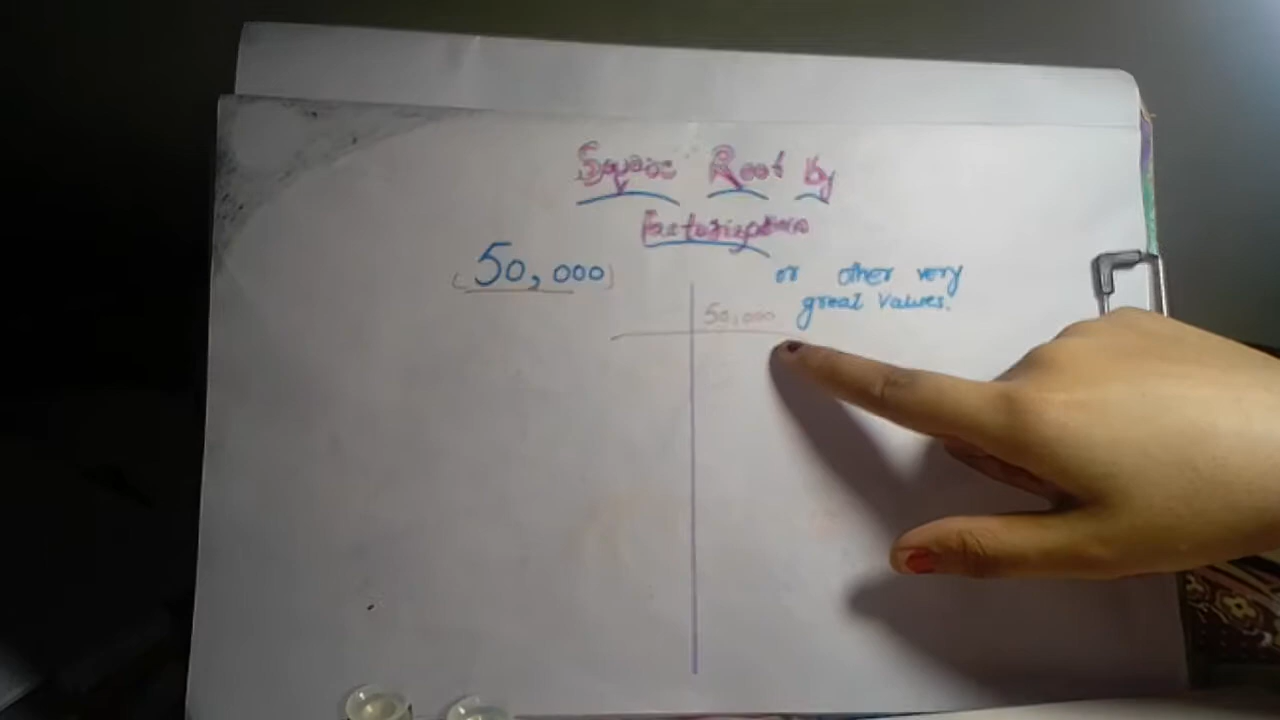 Square Root by
Factorization
(50,000) or other very
great values.
50,000